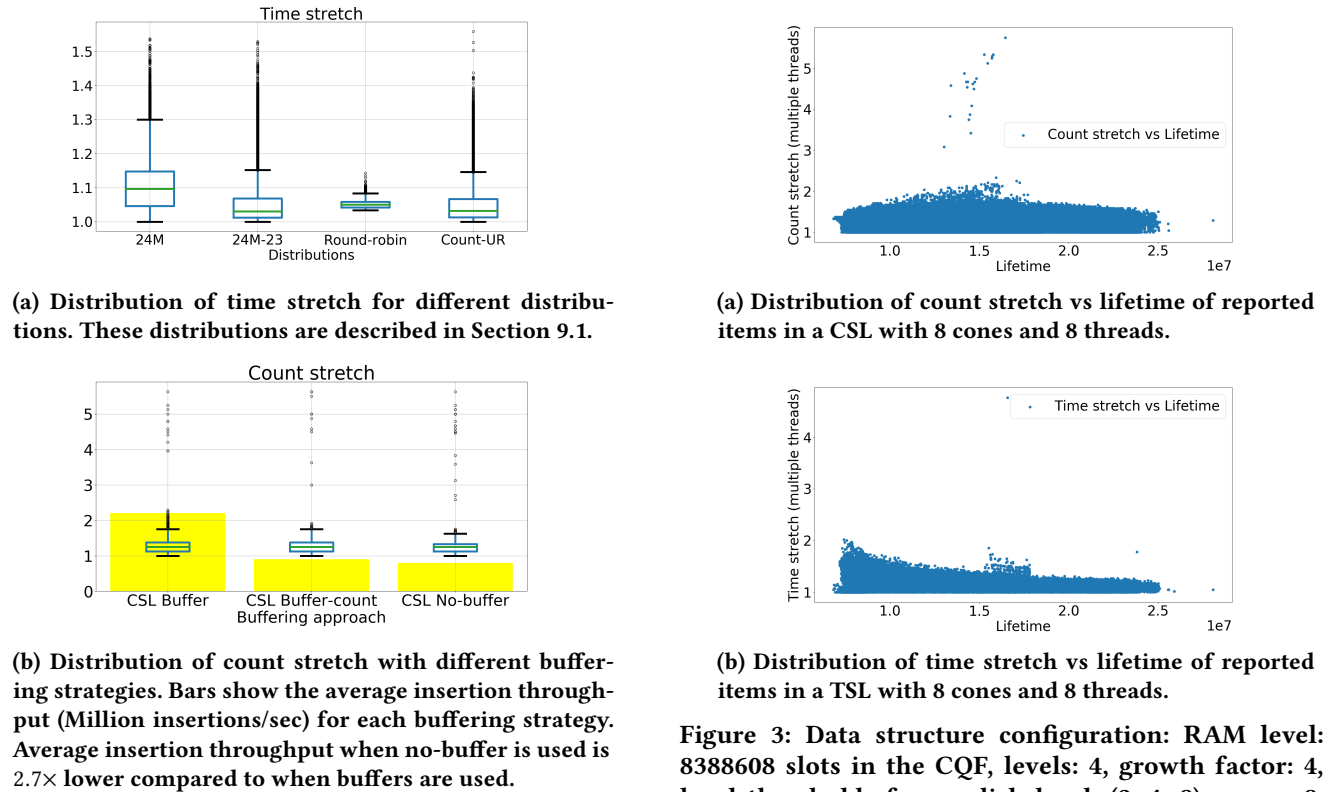 Time stretch
1.5
1.4
1.3
1.2
1.1
1.0
24M
24M-23
Round-robin
Count-UR
Distributions
(a) Distribution of time stretch for different distribu-
tions. These distributions are described in Section 9.1.
Count stretch
5
4
3
2
1
0
CSL Buffer
CSL Buffer-count
CSL No-buffer
Buffering approach
(b) Distribution of count stretch with different buffer-
ing strategies. Bars show the average insertion through-
put (Million insertions/sec) for each buffering strategy.
Average insertion throughput when no-buffer is used is
2.7× lower compared to when buffers are used.
Count stretch (multiple threads)
5
4
3
2
1
Count stretch vs Lifetime
1.0
1.5
2.0
2.5
1e7
Lifetime
(a) Distribution of count stretch vs lifetime of reported
items in a CSL with 8 cones and 8 threads.
Time stretch (multiple threads)
4
3
2
1
Time stretch vs Lifetime
1.0
1.5
2.0
2.5
1e7
Lifetime
(b) Distribution of time stretch vs lifetime of reported
items in a TSL with 8 cones and 8 threads.
Figure 3: Data structure configuration: RAM level:
8388608 slots in the CQF, levels: 4, growth factor: 4,